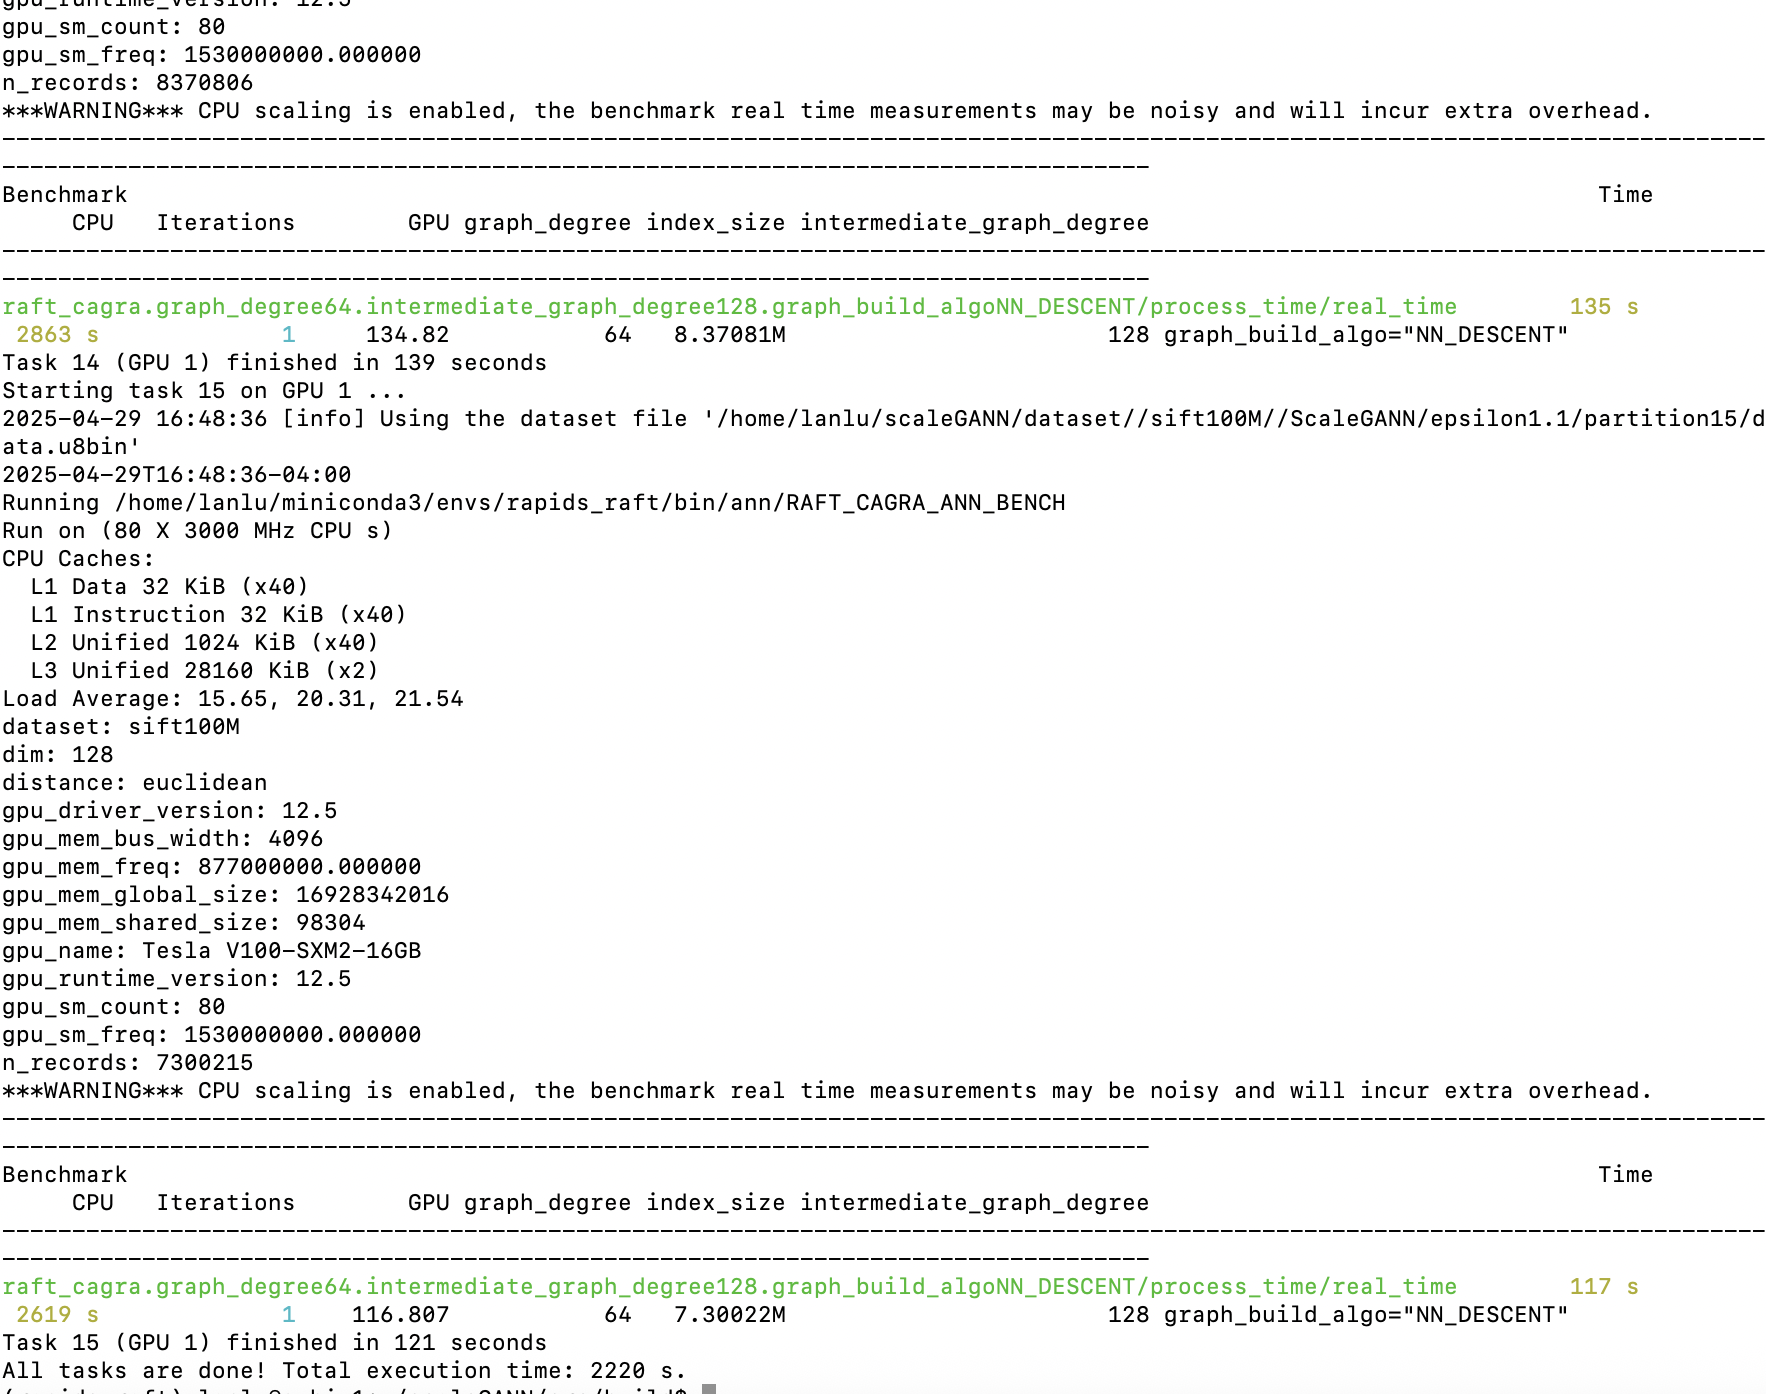 gpu_runtime_version: 12.5
gpu_sm_count: 80
gpu_sm_freq: 1530000000.000000
n_records: 8370806
***WARNING*** CPU scaling is enabled, the benchmark real time measurements may be noisy and will incur extra overhead.
------------------------------------------------------------------------------------------------------------------------------
----------------------------------------------------------------------------------
Benchmark                                                                                                         Time
     CPU   Iterations        GPU graph_degree index_size intermediate_graph_degree
------------------------------------------------------------------------------------------------------------------------------
----------------------------------------------------------------------------------
raft_cagra.graph_degree64.intermediate_graph_degree128.graph_build_algoNN_DESCENT/process_time/real_time        135 s
 2863 s             1     134.82           64   8.37081M                       128 graph_build_algo="NN_DESCENT"
Task 14 (GPU 1) finished in 139 seconds
Starting task 15 on GPU 1 ...
2025-04-29 16:48:36 [info] Using the dataset file '/home/lanlu/scaleGANN/dataset//sift100M//ScaleGANN/epsilon1.1/partition15/d
ata.u8bin'
2025-04-29T16:48:36-04:00
Running /home/lanlu/miniconda3/envs/rapids_raft/bin/ann/RAFT_CAGRA_ANN_BENCH
Run on (80 X 3000 MHz CPU s)
CPU Caches:
  L1 Data 32 KiB (x40)
  L1 Instruction 32 KiB (x40)
  L2 Unified 1024 KiB (x40)
  L3 Unified 28160 KiB (x2)
Load Average: 15.65, 20.31, 21.54
dataset: sift100M
dim: 128
distance: euclidean
gpu_driver_version: 12.5
gpu_mem_bus_width: 4096
gpu_mem_freq: 877000000.000000
gpu_mem_global_size: 16928342016
gpu_mem_shared_size: 98304
gpu_name: Tesla V100-SXM2-16GB
gpu_runtime_version: 12.5
gpu_sm_count: 80
gpu_sm_freq: 1530000000.000000
n_records: 7300215
***WARNING*** CPU scaling is enabled, the benchmark real time measurements may be noisy and will incur extra overhead.
------------------------------------------------------------------------------------------------------------------------------
----------------------------------------------------------------------------------
Benchmark                                                                                                         Time
     CPU   Iterations        GPU graph_degree index_size intermediate_graph_degree
------------------------------------------------------------------------------------------------------------------------------
----------------------------------------------------------------------------------
raft_cagra.graph_degree64.intermediate_graph_degree128.graph_build_algoNN_DESCENT/process_time/real_time        117 s
 2619 s             1    116.807           64   7.30022M                       128 graph_build_algo="NN_DESCENT"
Task 15 (GPU 1) finished in 121 seconds
All tasks are done! Total execution time: 2220 s.